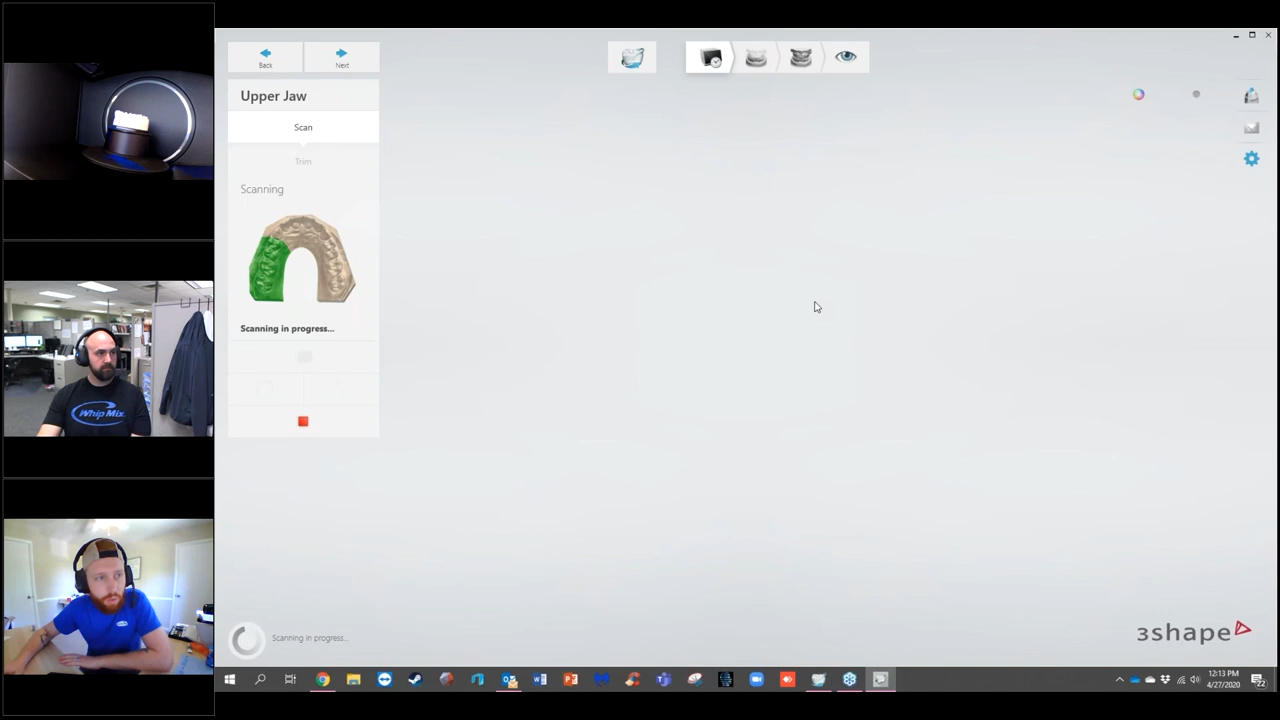 Back
Next
Upper Jaw
Scan
Trim
Scanning
Scanning in progress...
Whip Mix
Scanning in progress...
3shape
12:13 PM
4/27/2020
22